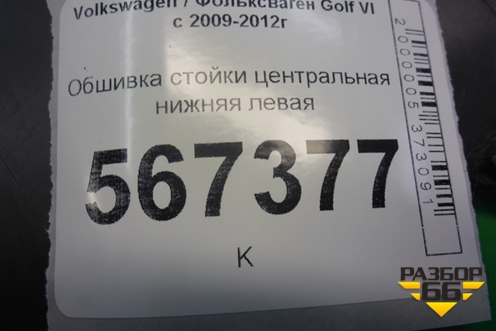 Volkswagen / Фольксваген Golf VI
с 2009-2012г
Обшивка стойки центральная
нижняя левая
567377
К
2000005373091
РАЗБОР
66